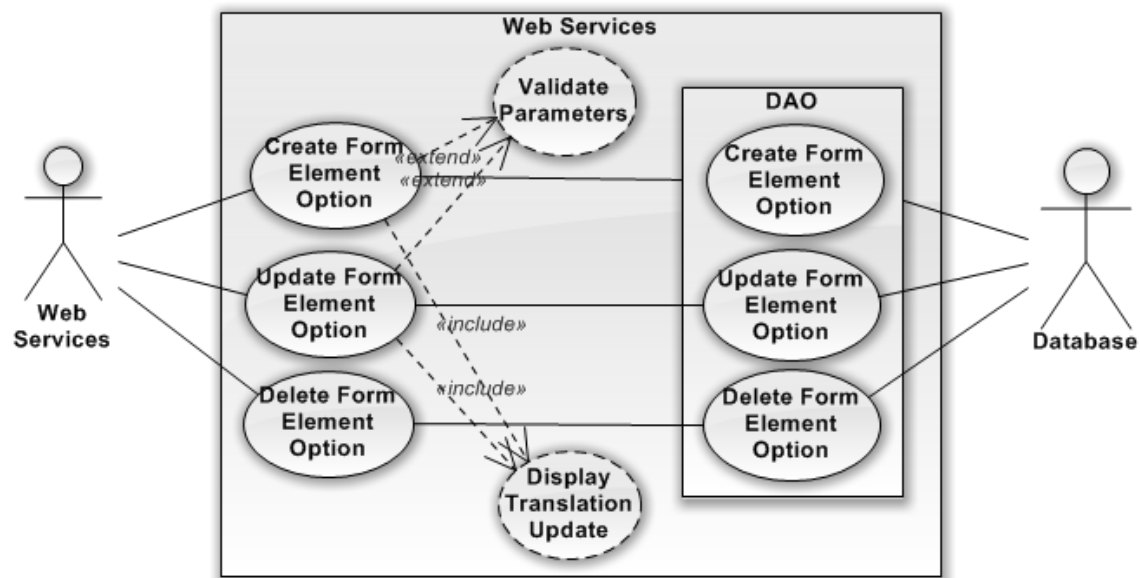 Web Services
Validate
Parameters
DAO
Create Form
Element
Option
«extend»
«extend»
Create Form
Element
Option
Web
Services
Update Form
Element
Option
«include»
Update Form
Element
Option
Database
Delete Form
Element
Option
«include»
Delete Form
Element
Option
Display
Translation
Update